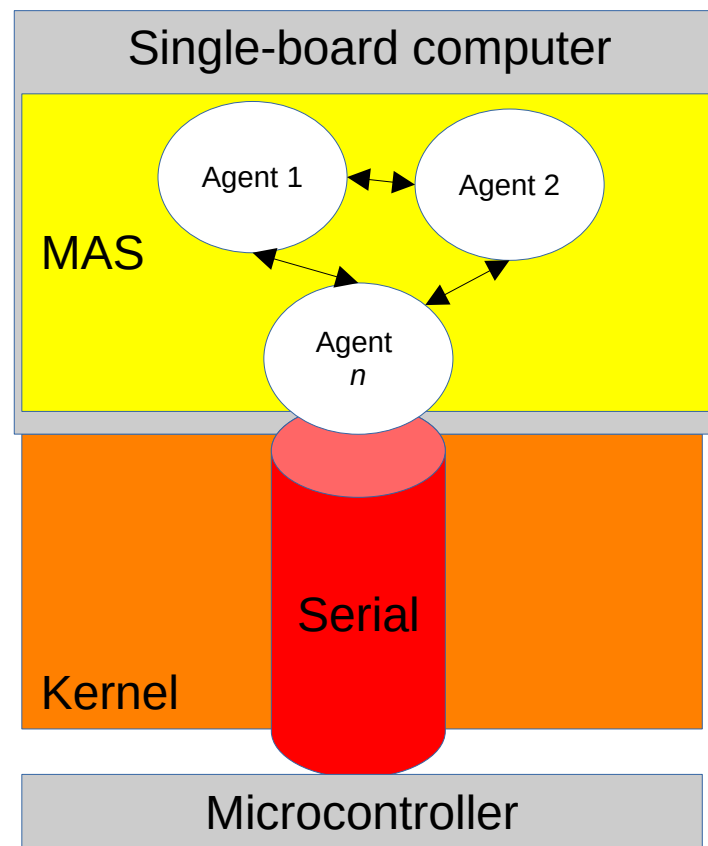 Single-board computer
Agent 1
Agent 2
MAS
Agent
n
Serial
Kernel
Microcontroller